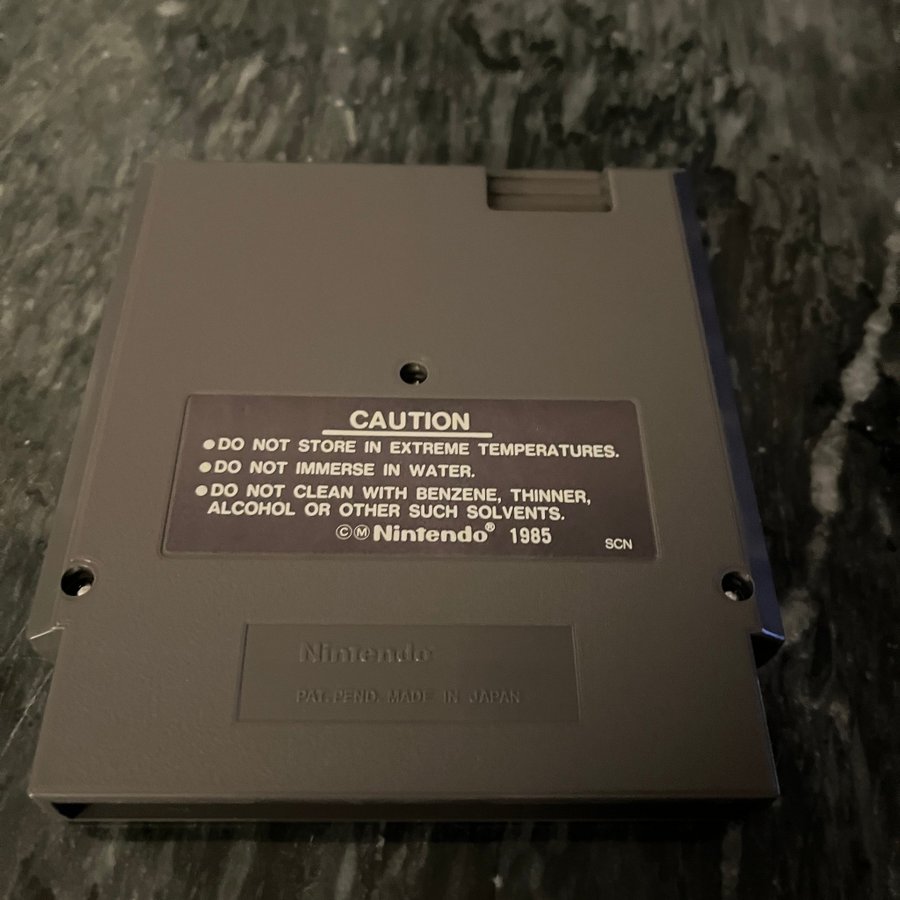 CAUTION
●DO NOT STORE IN EXTREME TEMPERATURES.
●DO NOT IMMERSE IN WATER.
●DO NOT CLEAN WITH BENZENE, THINNER,
ALCOHOL OR OTHER SUCH SOLVENTS.
©ⓂNintendo® 1985
SCN
Nintendo®
PAT. PEND. MADE IN JAPAN